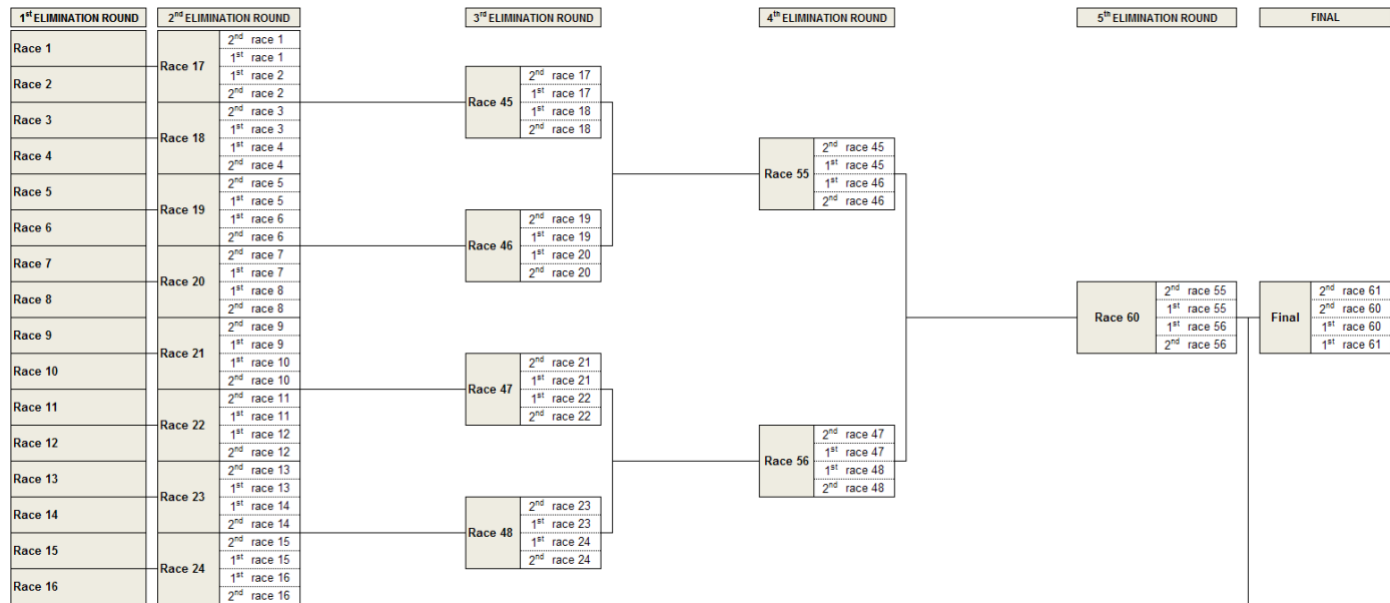 1st ELIMINATION ROUND
2nd ELIMINATION ROUND
3rd ELIMINATION ROUND
4th ELIMINATION ROUND
5th ELIMINATION ROUND
FINAL
Race 1
Race 2
Race 3
Race 4
Race 5
Race 6
Race 7
Race 8
Race 9
Race 10
Race 11
Race 12
Race 13
Race 14
Race 15
Race 16
Race 17
2nd race 1
1st race 1
1st race 2
2nd race 2
Race 18
2nd race 3
1st race 3
1st race 4
2nd race 4
Race 19
2nd race 5
1st race 5
1st race 6
2nd race 6
Race 20
2nd race 7
1st race 7
1st race 8
2nd race 8
Race 21
2nd race 9
1st race 9
1st race 10
2nd race 10
Race 22
2nd race 11
1st race 11
1st race 12
2nd race 12
Race 23
2nd race 13
1st race 13
1st race 14
2nd race 14
Race 24
2nd race 15
1st race 15
1st race 16
2nd race 16
Race 45
2nd race 17
1st race 17
1st race 18
2nd race 18
Race 46
2nd race 19
1st race 19
1st race 20
2nd race 20
Race 47
2nd race 21
1st race 21
1st race 22
2nd race 22
Race 48
2nd race 23
1st race 23
1st race 24
2nd race 24
Race 55
2nd race 45
1st race 45
1st race 46
2nd race 46
Race 56
2nd race 47
1st race 47
1st race 48
2nd race 48
Race 60
2nd race 55
1st race 55
1st race 56
2nd race 56
Final
2nd race 61
2nd race 60
1st race 60
1st race 61